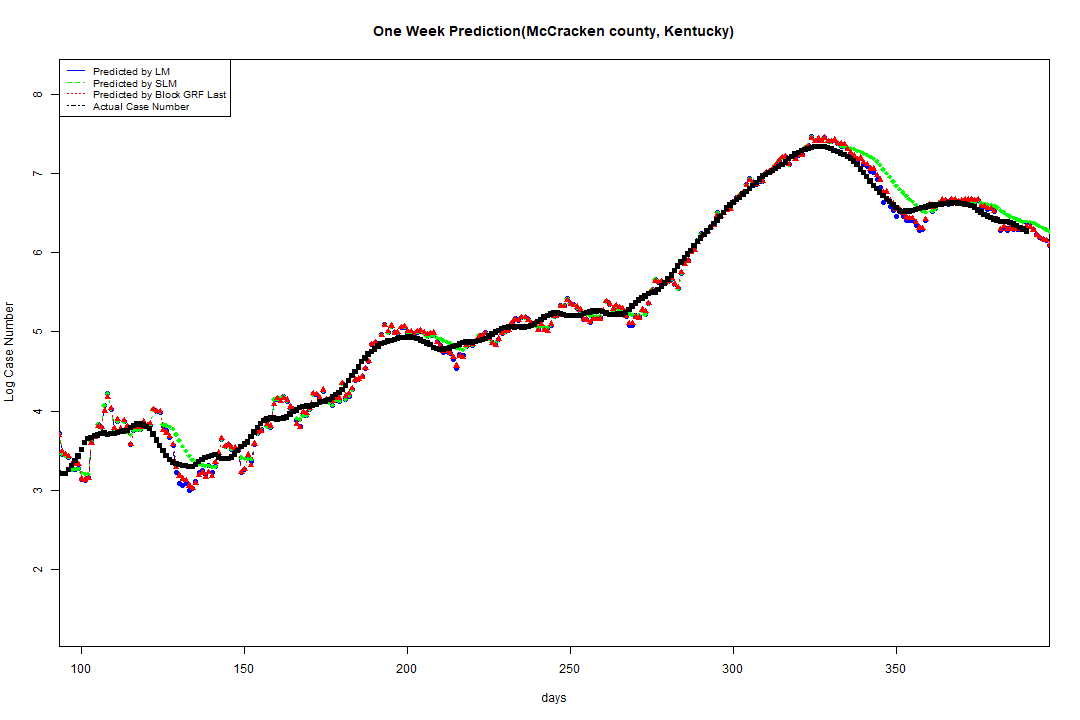 One Week Prediction(McCracken county, Kentucky)
Predicted by LM
Predicted by SLM
Predicted by Block GRF Last
Actual Case Number
8
7
6
5
4
3
2
Log Case Number
100 150 200 250 300 350
days